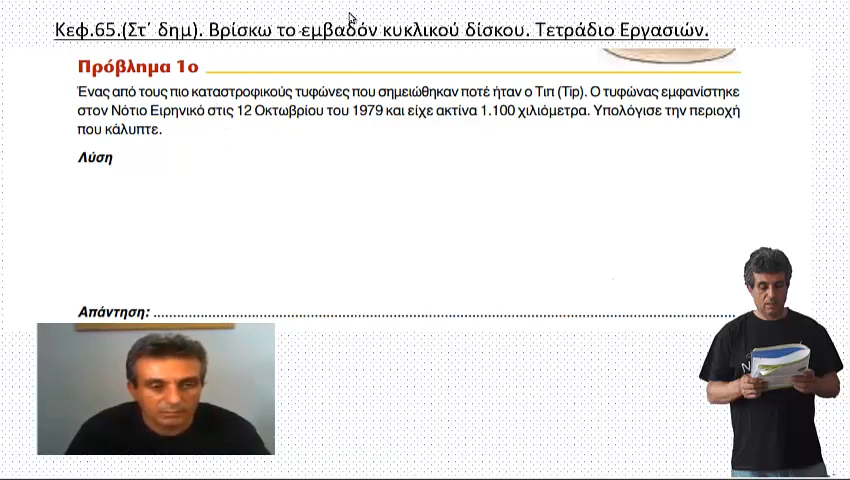 Κεφ.65.(Στ΄ δημ). Βρίσκω το εμβαδόν κυκλικού δίσκου. Τετράδιο Εργασιών.
Πρόβλημα 1ο
Ένας από τους πιο καταστροφικούς τυφώνες που σημειώθηκαν ποτέ ήταν ο Τιπ (Tip). Ο τυφώνας εμφανίστηκε
στον Νότιο Ειρηνικό στις 12 Οκτωβρίου του 1979 και είχε ακτίνα 1.100 χιλιόμετρα. Υπολόγισε την περιοχή
που κάλυπτε.
Λύση
Απάντηση: ........................................................................................................................